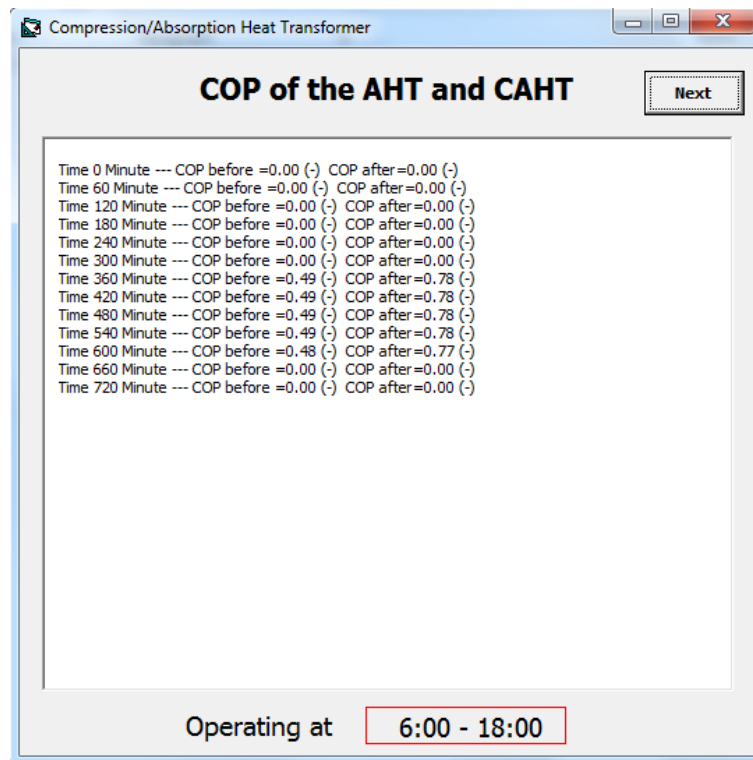 Compression/Absorption Heat Transformer
COP of the AHT and CAHT
Next
Time 0 Minute --- COP before =0.00 (-) COP after=0.00 (-)
Time 60 Minute --- COP before =0.00 (-) COP after=0.00 (-)
Time 120 Minute --- COP before =0.00 (-) COP after=0.00 (-)
Time 180 Minute --- COP before =0.00 (-) COP after=0.00 (-)
Time 240 Minute --- COP before =0.00 (-) COP after=0.00 (-)
Time 300 Minute --- COP before =0.00 (-) COP after=0.00 (-)
Time 360 Minute --- COP before =0.49 (-) COP after=0.78 (-)
Time 420 Minute --- COP before =0.49 (-) COP after=0.78 (-)
Time 480 Minute --- COP before =0.49 (-) COP after=0.78 (-)
Time 540 Minute --- COP before =0.49 (-) COP after=0.78 (-)
Time 600 Minute --- COP before =0.48 (-) COP after=0.77 (-)
Time 660 Minute --- COP before =0.00 (-) COP after=0.00 (-)
Time 720 Minute --- COP before =0.00 (-) COP after=0.00 (-)
Operating at 6:00 - 18:00